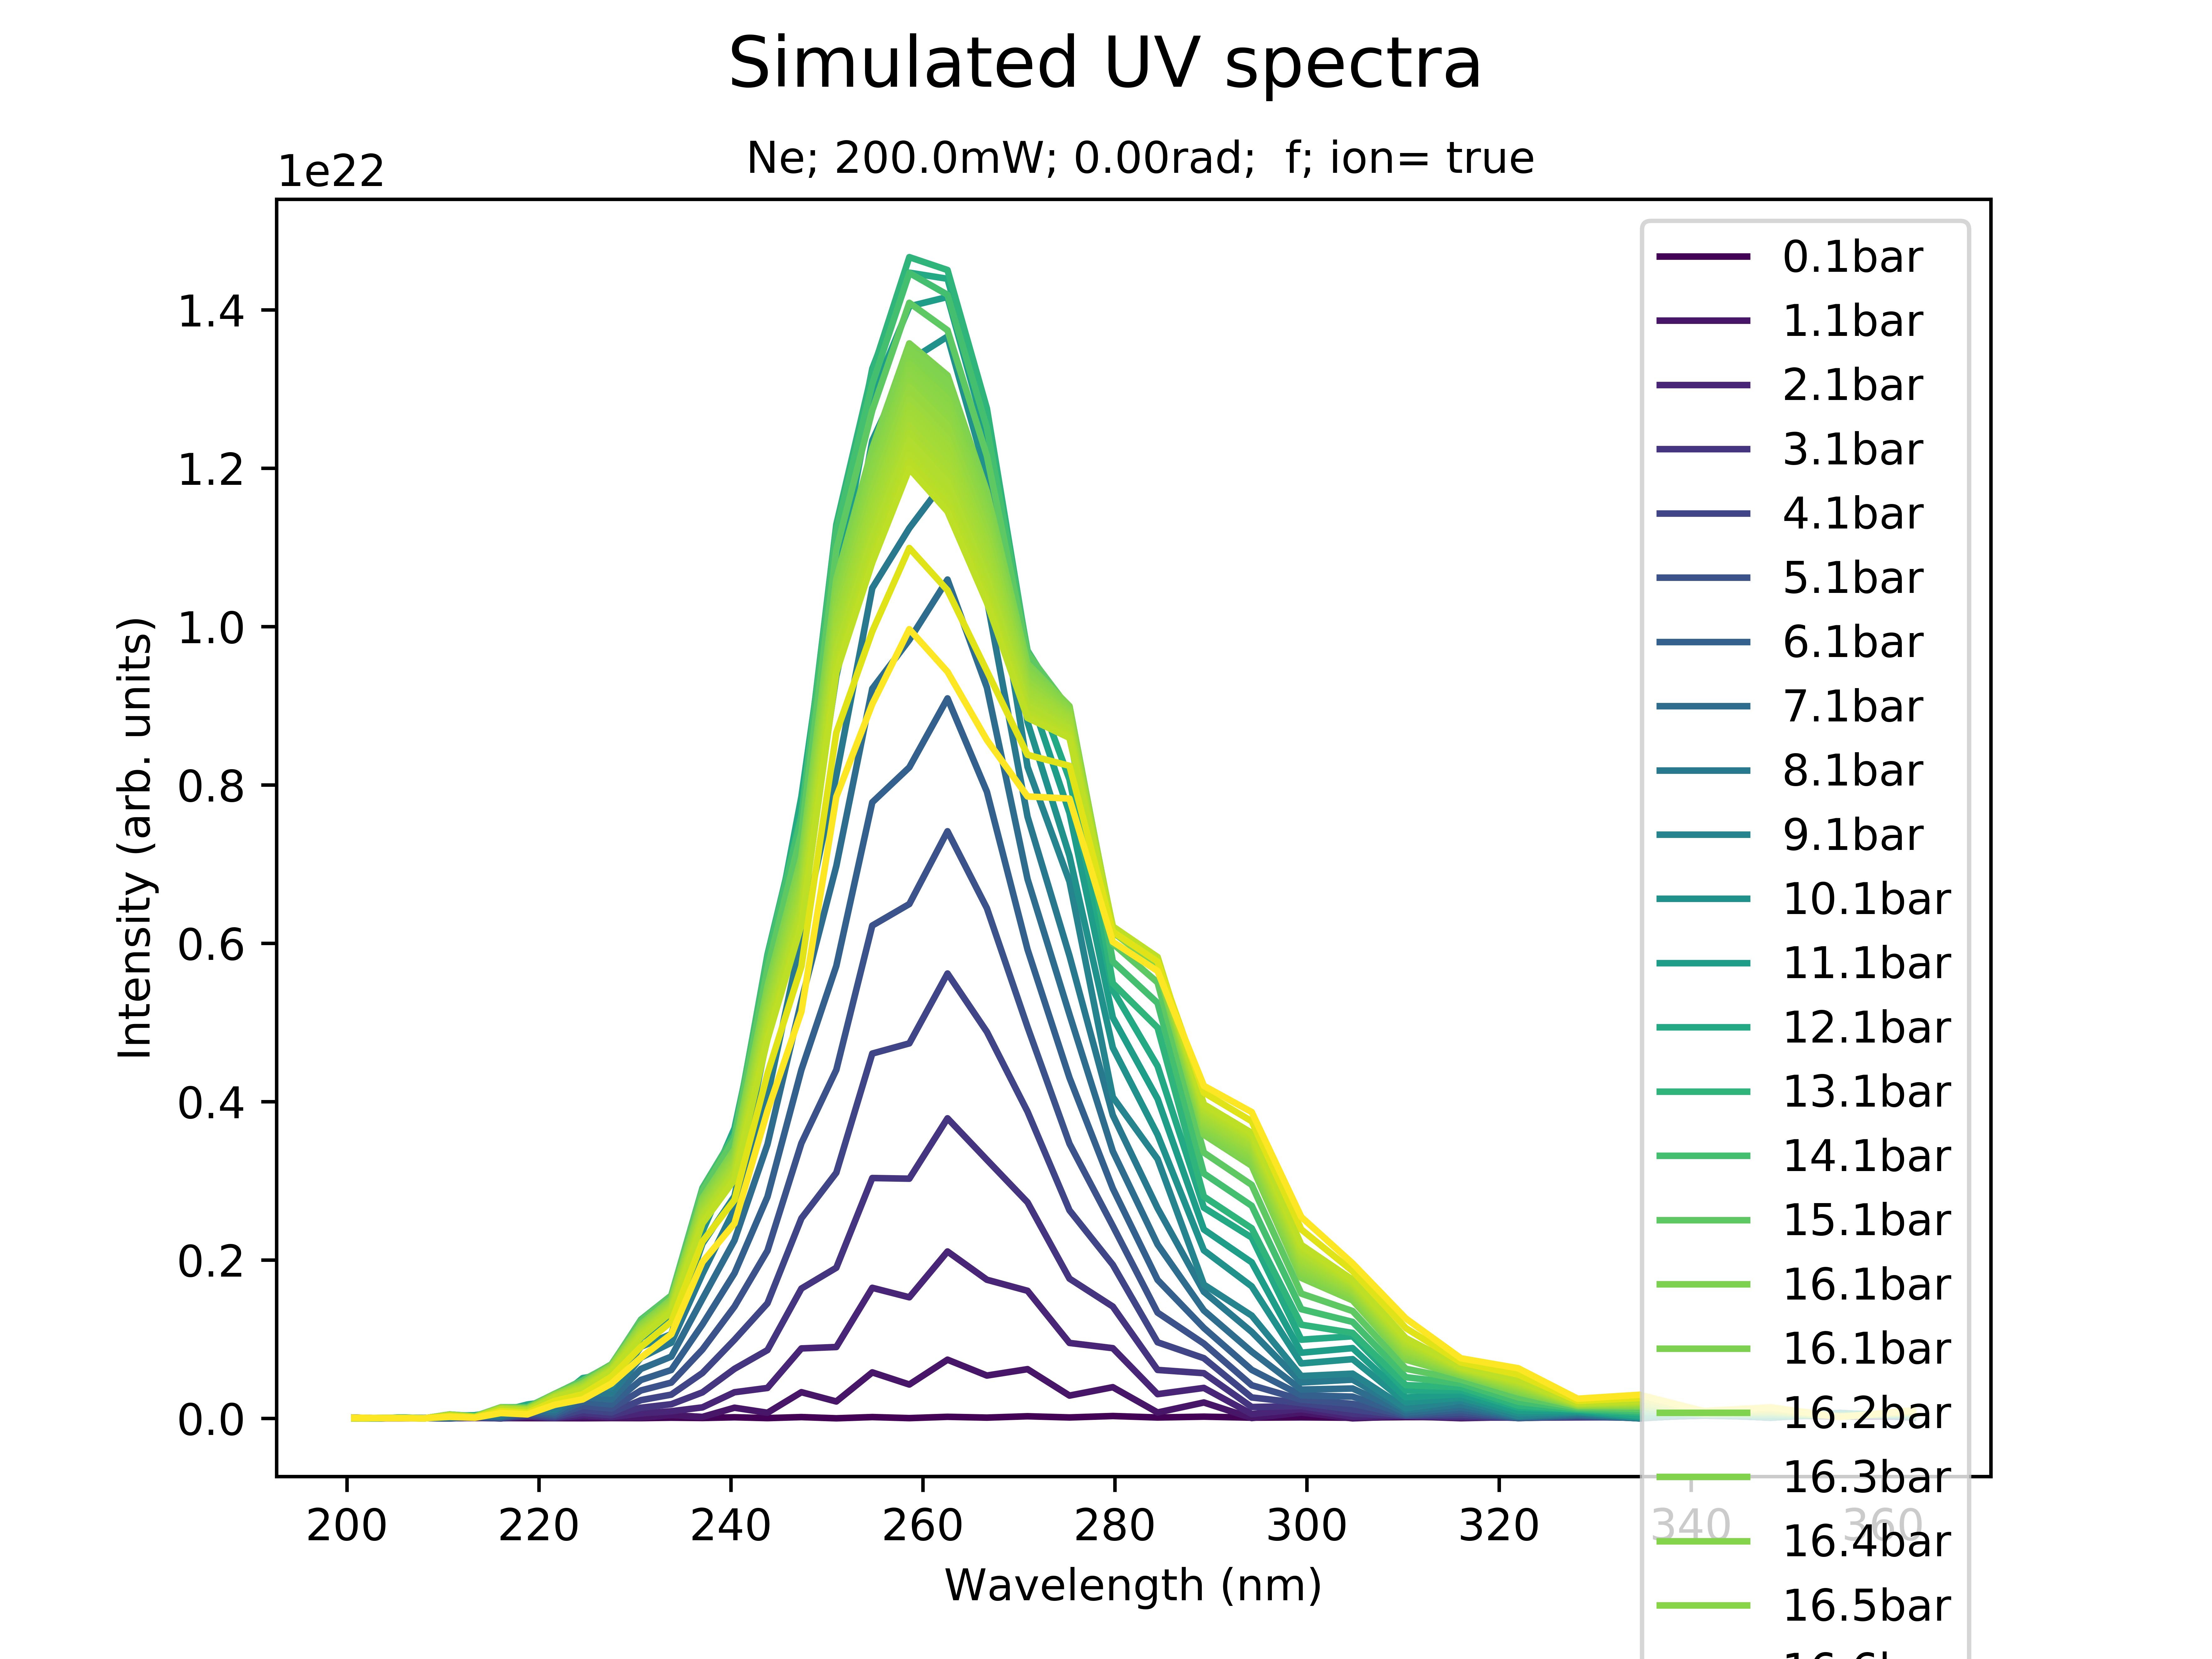 Simulated UV spectra
Ne; 200.0mW; 0.00rad;  f; ion= true
1e22
1.4
1.2
1.0
0.8
0.6
0.4
0.2
0.0
Intensity (arb. units)
200 220 240 260 280 300 320 340 360
Wavelength (nm)
0.1bar
1.1bar
2.1bar
3.1bar
4.1bar
5.1bar
6.1bar
7.1bar
8.1bar
9.1bar
10.1bar
11.1bar
12.1bar
13.1bar
14.1bar
15.1bar
16.1bar
16.1bar
16.2bar
16.3bar
16.4bar
16.5bar